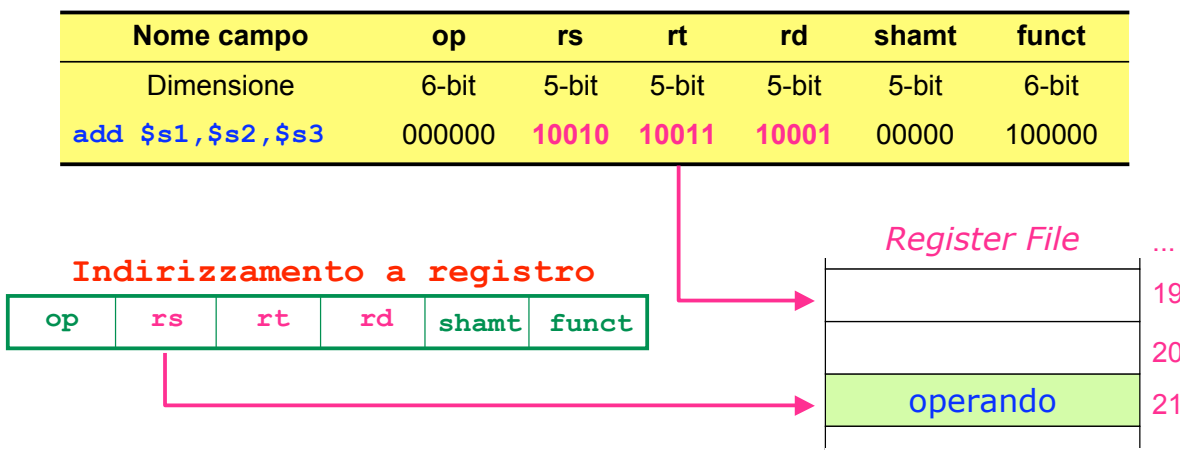 Nome campo op rs rt rd shamt funct
Dimensione 6-bit 5-bit 5-bit 5-bit 5-bit 6-bit
add $s1,$s2,$s3 000000 10010 10011 10001 00000 100000
Register File ...
Indirizzamento a registro
19
op rs rt rd shamt funct
20
operando 21